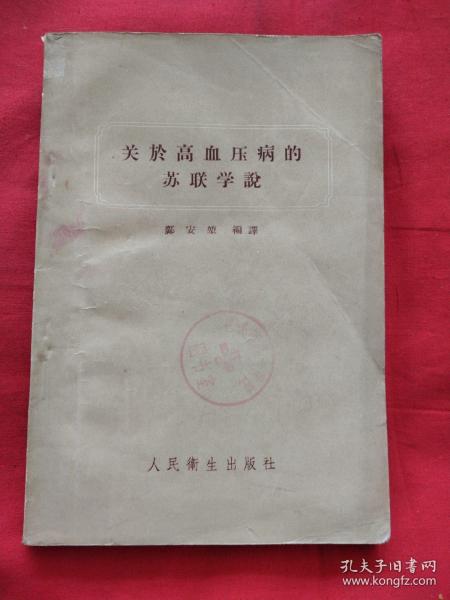 关於高血压病的
苏联学說
鄭安堃 編譯
人民衛生出版社
孔夫子旧书网
www.kongfz.com